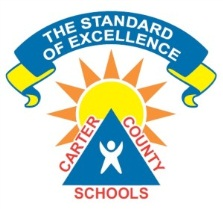 THE STANDARD
OF EXCELLENCE
CARTER
COUNTY
SCHOOLS